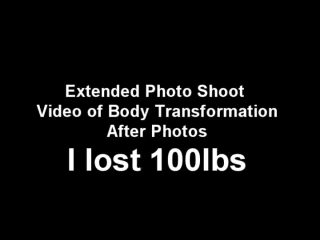 Extended Photo Shoot
Video of Body Transformation
After Photos
I lost 100lbs